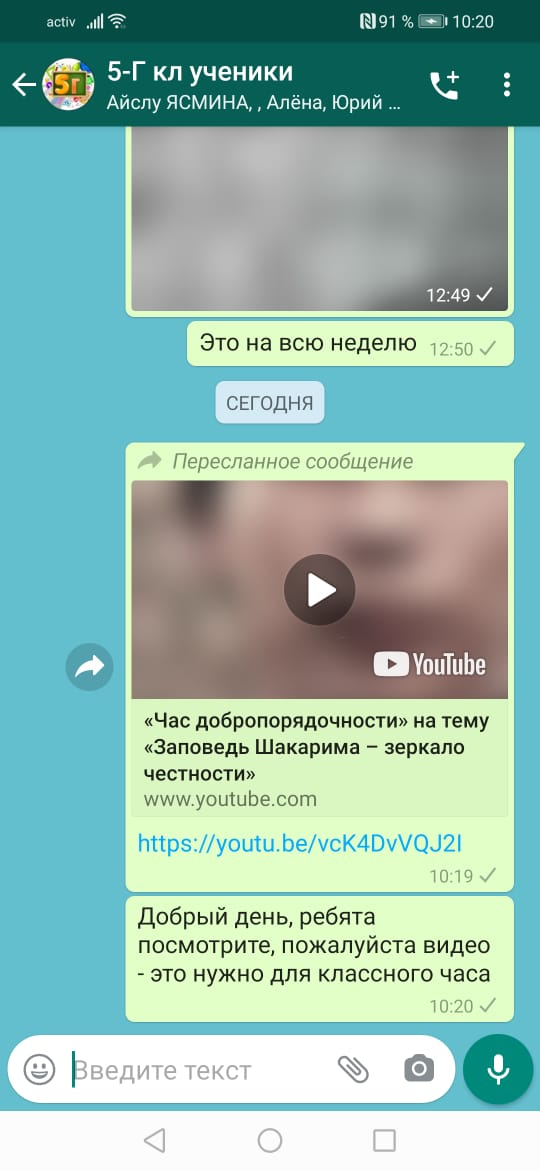 activ 91 % 10:20
5-Г кл ученики
Айслу ЯСМИНА, , Алёна, Юрий ...
5Г
12:49
Это на всю неделю 12:50
СЕГОДНЯ
Пересланное сообщение
YouTube
«Час добропорядочности» на тему
«Заповедь Шакарима – зеркало
честности»
www.youtube.com
https://youtu.be/vcK4DvVQJ2I
10:19
Добрый день, ребята
посмотрите, пожалуйста видео
- это нужно для классного часа
10:20
Введите текст